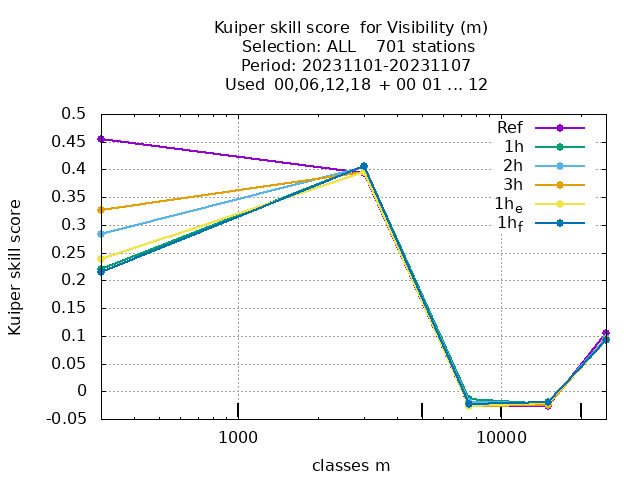 Kuiper skill score  for Visibility (m)
Selection: ALL    701 stations
Period: 20231101-20231107
Used  00,06,12,18 + 00 01 ... 12
0.5
0.45
0.4
0.35
0.3
0.25
0.2
0.15
0.1
0.05
0
-0.05
Kuiper skill score
Ref
1h
2h
3h
1he
1hf
1000
10000
classes m